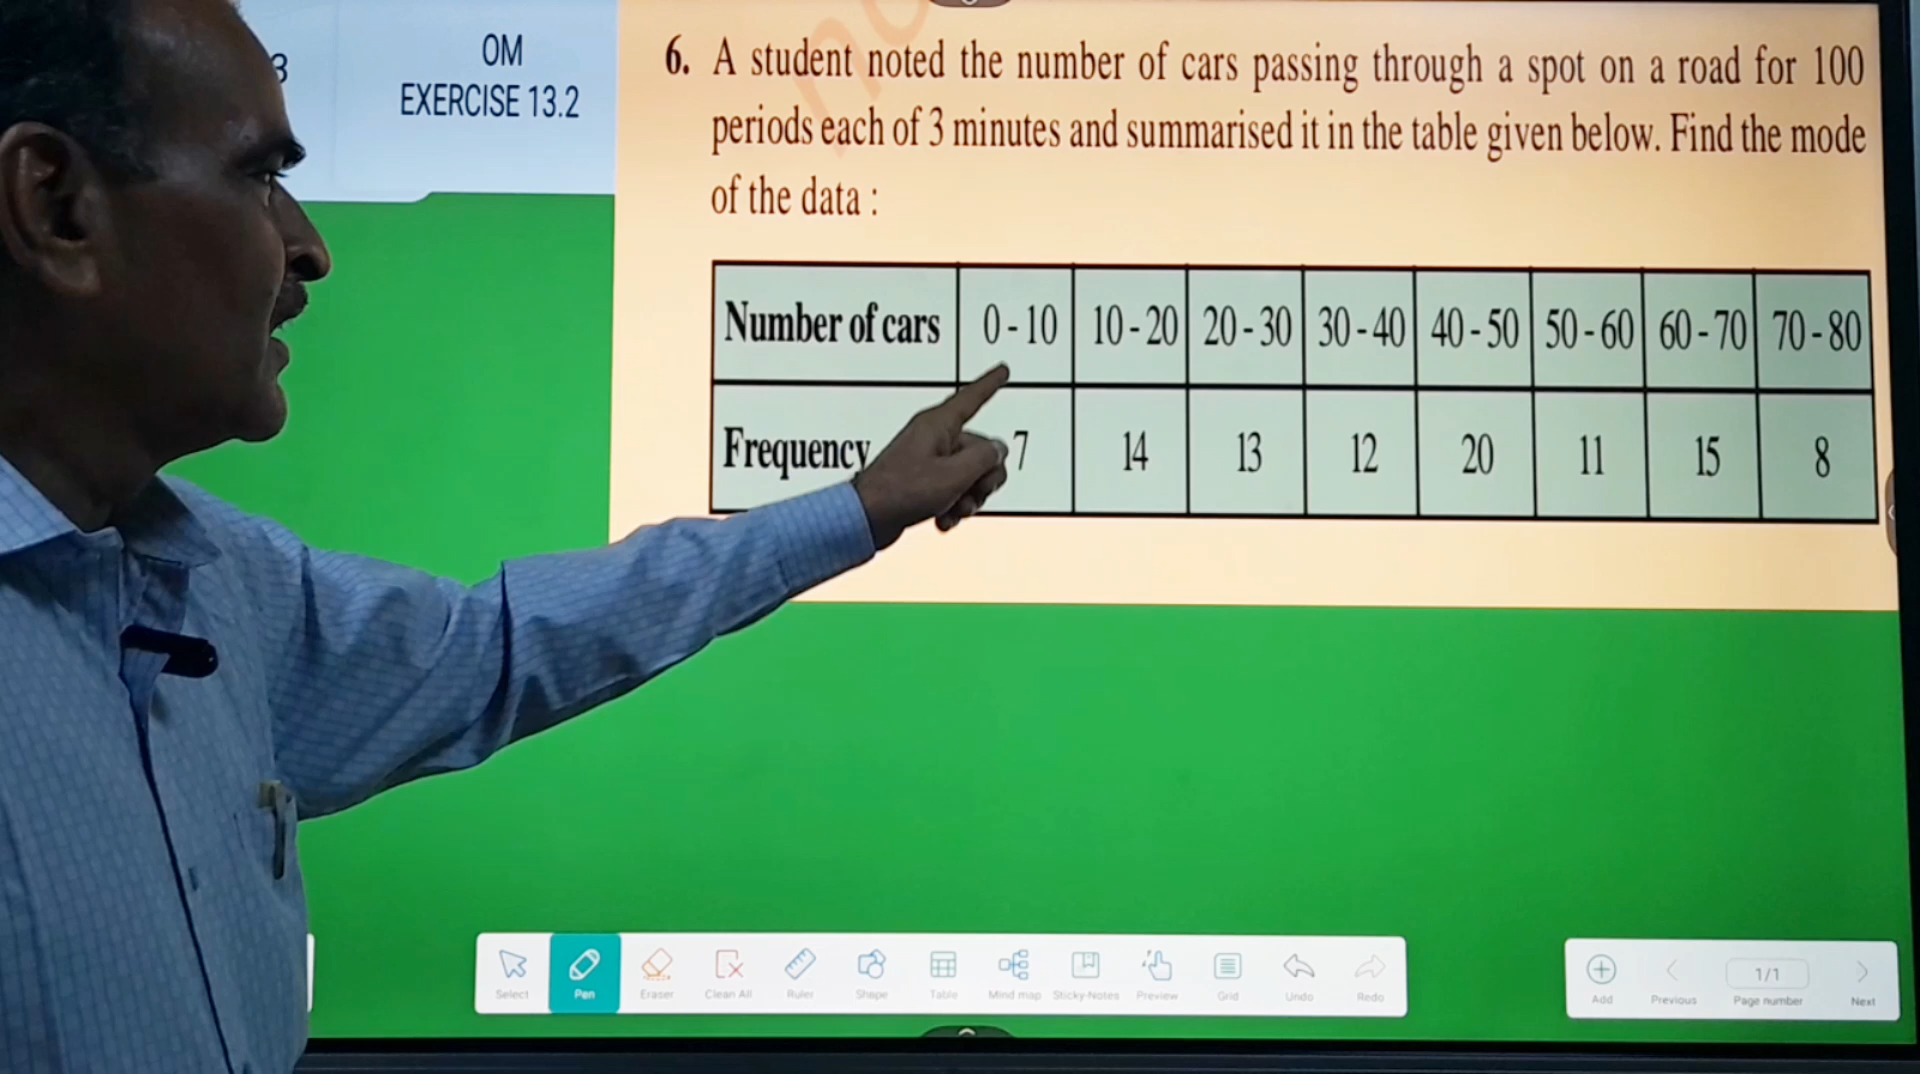 3
OM
EXERCISE 13.2
6. A student noted the number of cars passing through a spot on a road for 100
periods each of 3 minutes and summarised it in the table given below. Find the mode
of the data :
Number of cars 0 - 10 10 - 20 20 - 30 30 - 40 40 - 50 50 - 60 60 - 70 70 - 80
Frequency 7 14 13 12 20 11 15 8
Select Pen Eraser Clean All Ruler Shape Table Mind map Sticky-Notes Preview Grid Undo Redo
1/1
Add Previous Page number Next